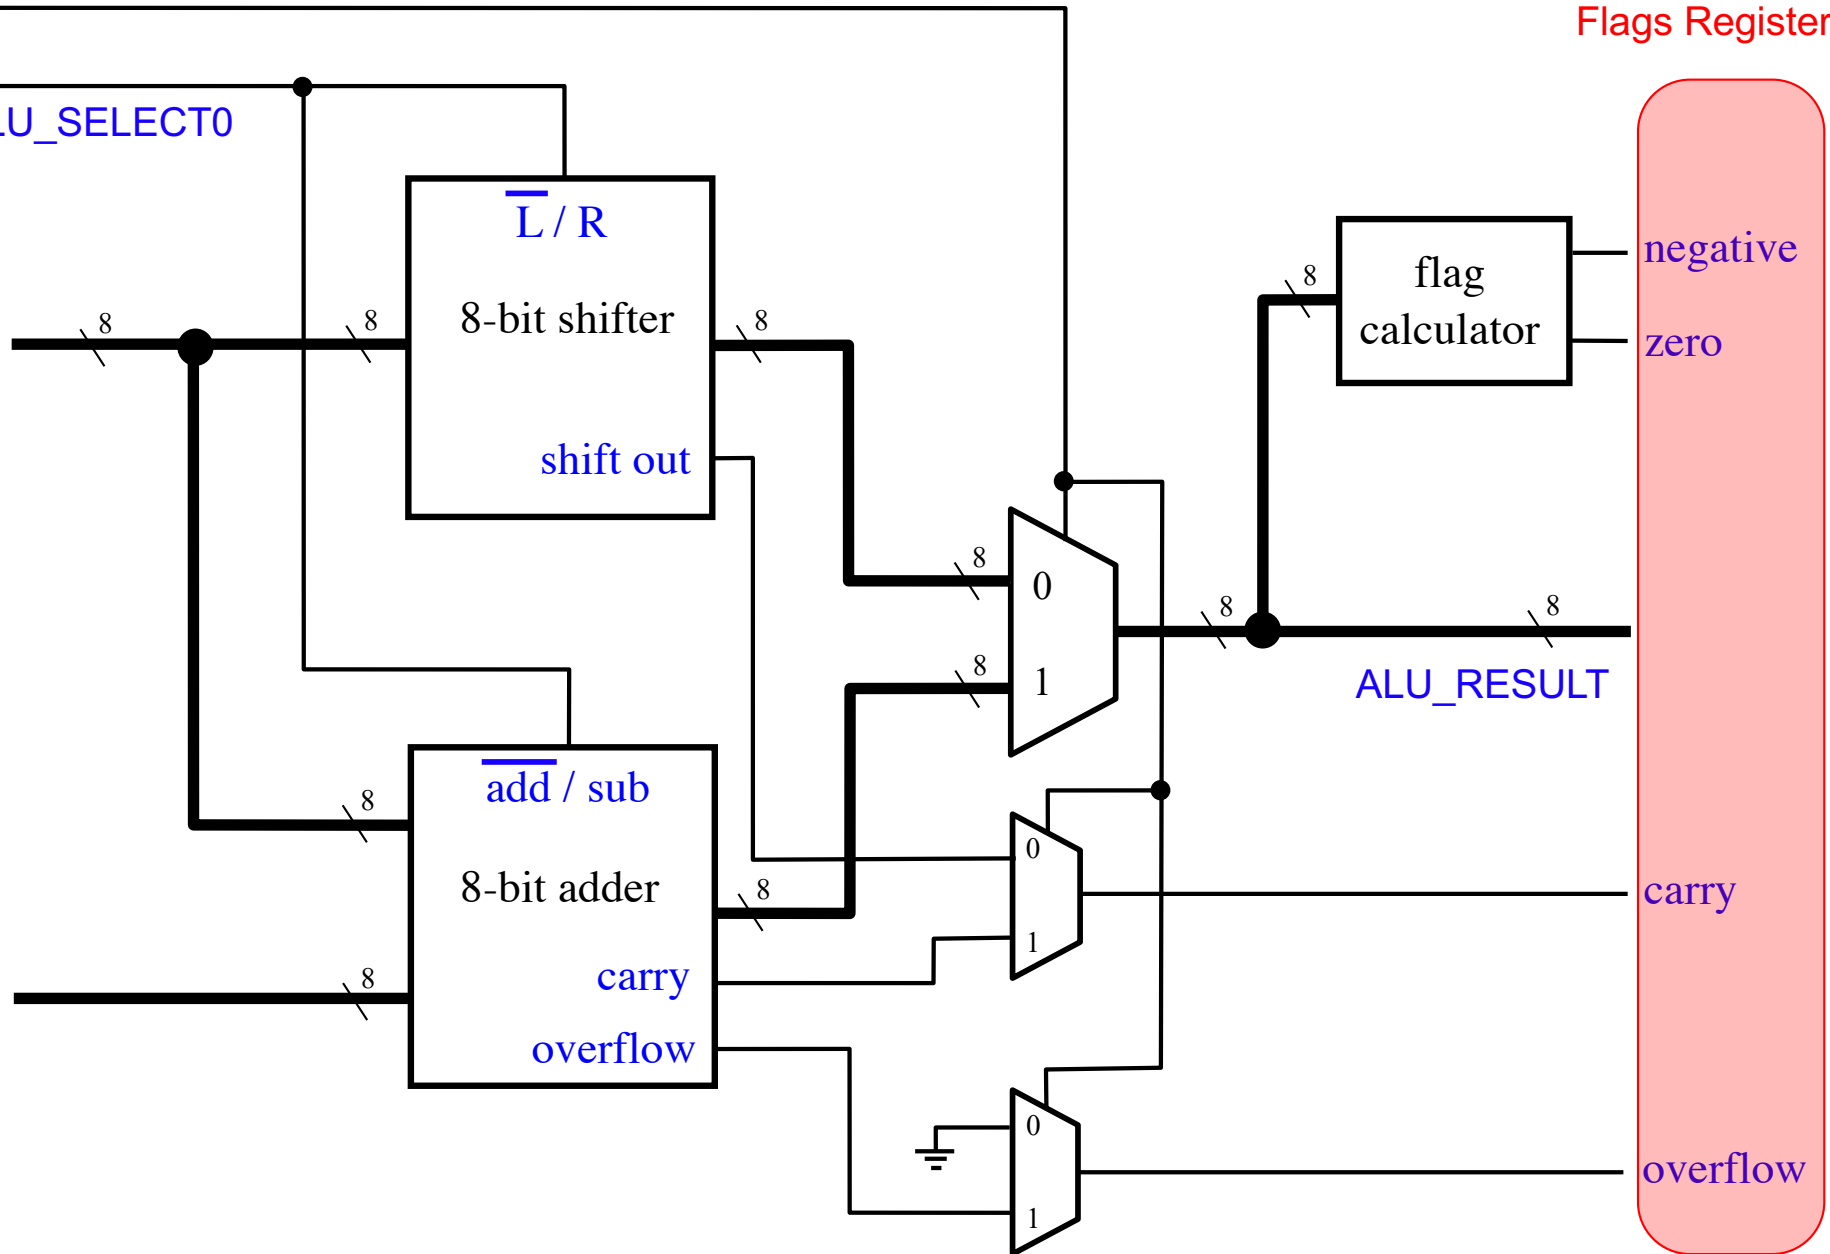 Flags Register
LU_SELECT0
L / R
8-bit shifter
shift out
8
8
8
flag
calculator
8
negative
zero
8
0
8
1
8
8
ALU_RESULT
add / sub
8-bit adder
carry
overflow
8
8
8
0
1
carry
0
1
overflow